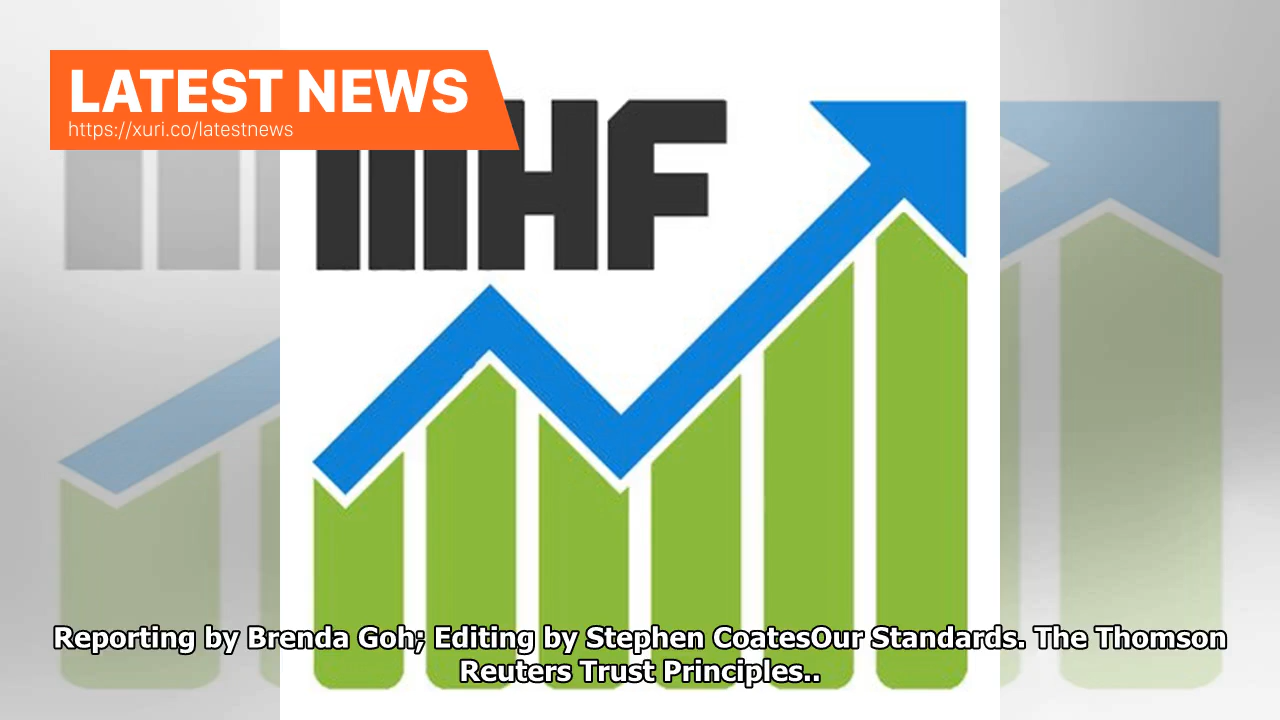 LATEST NEWS
https://xuri.co/latestnews
HF
Reporting by Brenda Goh; Editing by Stephen CoatesOur Standards. The Thomson
Reuters Trust Principles..